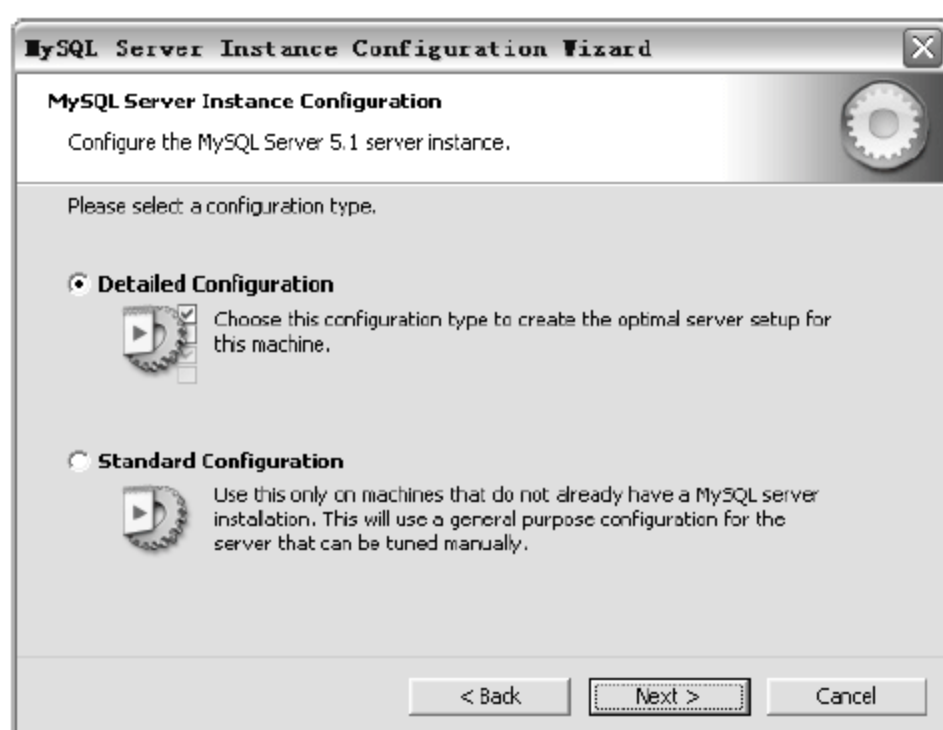 MySQL Server Instance Configuration Wizard
MySQL Server Instance Configuration
Configure the MySQL Server 5.1 server instance.
Please select a configuration type.
Detailed Configuration
Choose this configuration type to create the optimal server setup for
this machine.
Standard Configuration
Use this only on machines that do not already have a MySQL server
installation. This will use a general purpose configuration for the
server that can be tuned manually.
< Back
Next >
Cancel